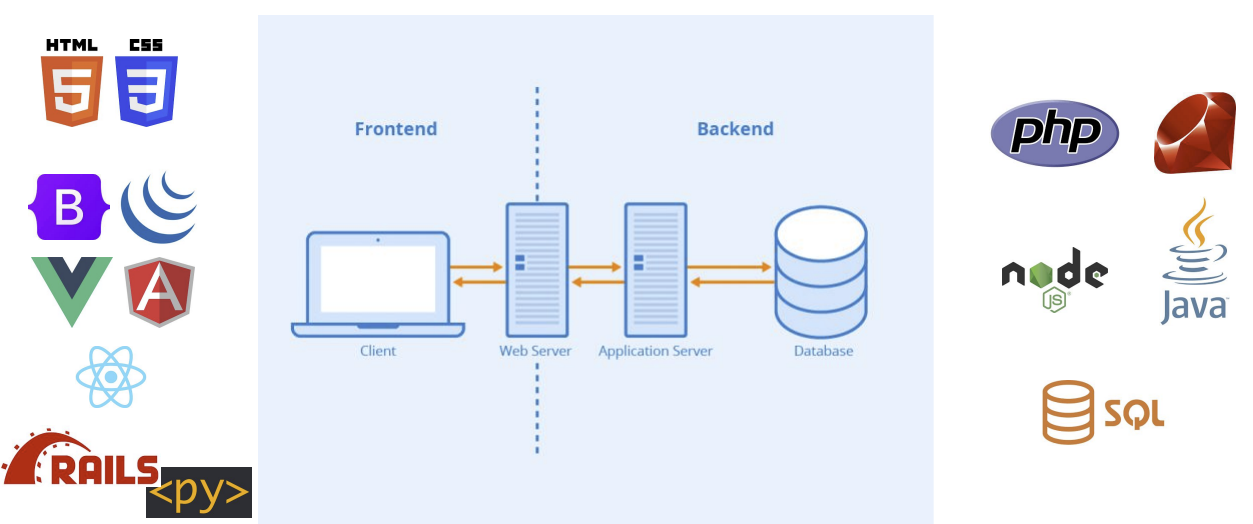 HTML CSS
5 3
B
A
RAILS
<py>
Frontend Backend
Client Web Server Application Server Database
php
node
JS
Java
SQL